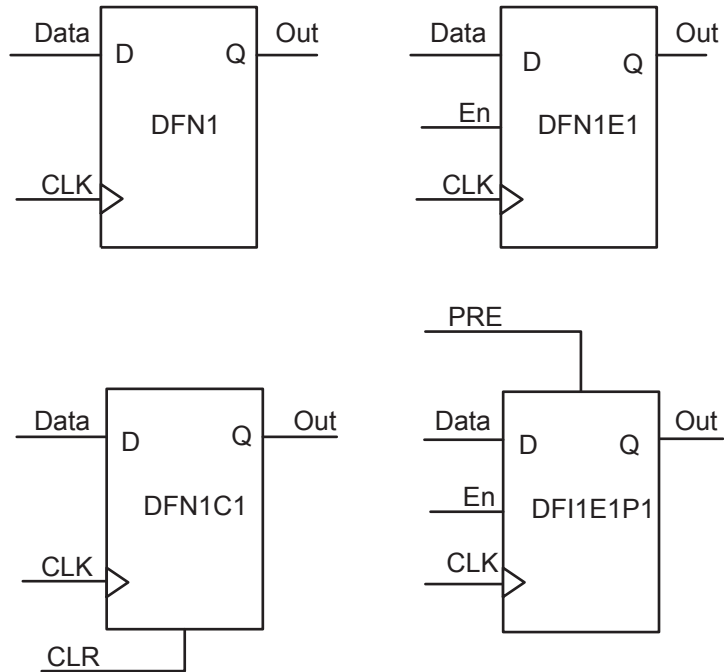 Data
D
Q
Out
DFN1
CLK
Data
D
Q
Out
En
DFN1E1
CLK
Data
D
Q
Out
DFN1C1
CLK
CLR
PRE
Data
D
Q
Out
En
DFI1E1P1
CLK